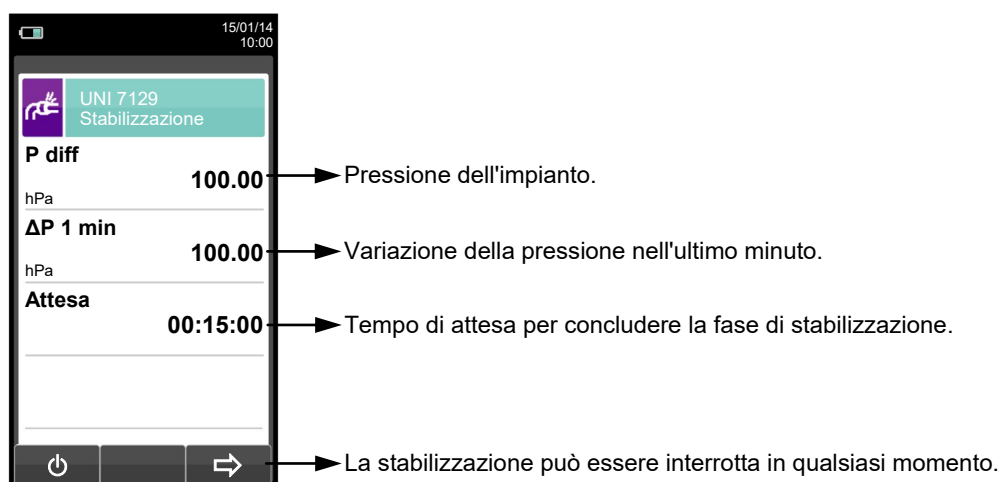 15/01/14
10:00
UNI 7129
Stabilizzazione
P diff
100.00
hPa
Pressione dell'impianto.
ΔP 1 min
100.00
hPa
Variazione della pressione nell'ultimo minuto.
Attesa
00:15:00
Tempo di attesa per concludere la fase di stabilizzazione.
La stabilizzazione può essere interrotta in qualsiasi momento.